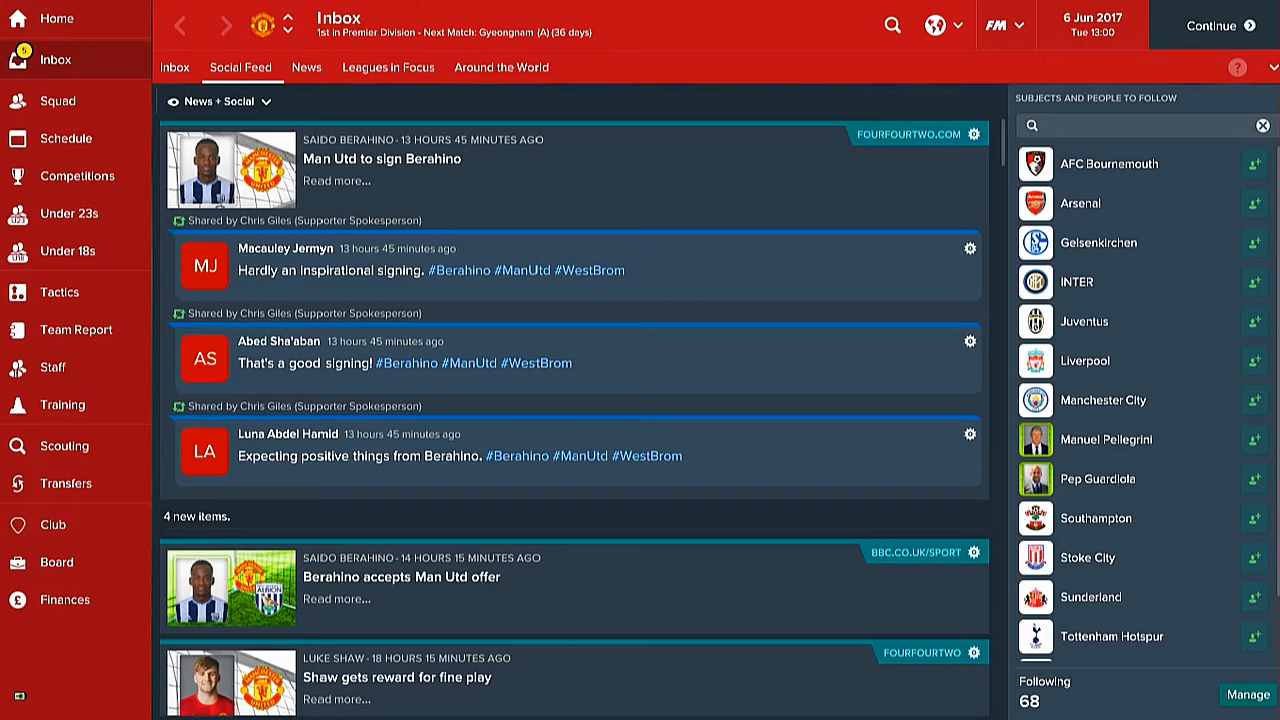 Home
Inbox
5
Squad
Schedule
Competitions
Under 23s
U23
Under 18s
U18
Tactics
Team Report
Staff
Training
Scouting
Transfers
Club
Board
Finances
Inbox
1st in Premier Division - Next Match: Gyeongnam (A) (36 days)
FM
6 Jun 2017
Tue 13:00
Continue
Inbox
Social Feed
News
Leagues in Focus
Around the World
?
News + Social
SAIDO BERAHINO - 13 HOURS 45 MINUTES AGO
FOURFOURTWO.COM
Man Utd to sign Berahino
Read more...
Shared by Chris Giles (Supporter Spokesperson)
MJ
Macauley Jermyn 13 hours 45 minutes ago
Hardly an inspirational signing. #Berahino #ManUtd #WestBrom
Shared by Chris Giles (Supporter Spokesperson)
AS
Abed Sha'aban 13 hours 45 minutes ago
That's a good signing! #Berahino #ManUtd #WestBrom
Shared by Chris Giles (Supporter Spokesperson)
LA
Luna Abdel Hamid 13 hours 45 minutes ago
Expecting positive things from Berahino. #Berahino #ManUtd #WestBrom
4 new items.
SAIDO BERAHINO - 14 HOURS 15 MINUTES AGO
BBC.CO.UK/SPORT
Berahino accepts Man Utd offer
Read more...
ALBION
LUKE SHAW - 18 HOURS 15 MINUTES AGO
FOURFOURTWO
Shaw gets reward for fine play
Read more...
SUBJECTS AND PEOPLE TO FOLLOW
AFC Bournemouth
Arsenal
Gelsenkirchen
INTER
Juventus
Liverpool
Manchester City
Manuel Pellegrini
Pep Guardiola
Southampton
Stoke City
Sunderland
Tottenham Hotspur
Following
68
Manage